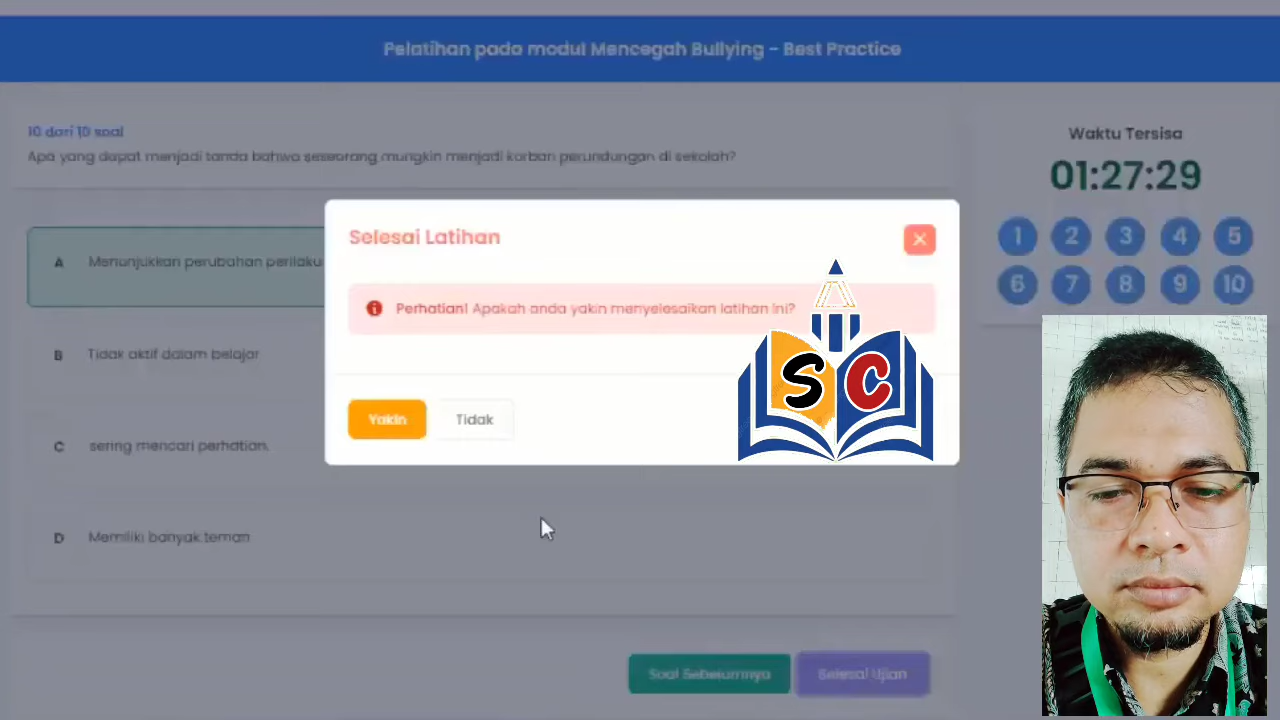 Pelatihan pada modul Mencegah Bullying - Best Practice
10 dari 10 soal
Apa yang dapat menjadi tanda bahwa seseorang mungkin menjadi korban perundungan di sekolah?
A Menunjukkan perubahan perilaku
B Tidak aktif dalam belajar
C sering mencari perhatian.
D Memiliki banyak teman
Selesai Latihan
Perhatian! Apakah anda yakin menyelesaikan latihan ini?
Yakin Tidak
S C
Waktu Tersisa
01:27:29
1 2 3 4 5
6 7 8 9 10
Soal Sebelumnya Selesai Ujian